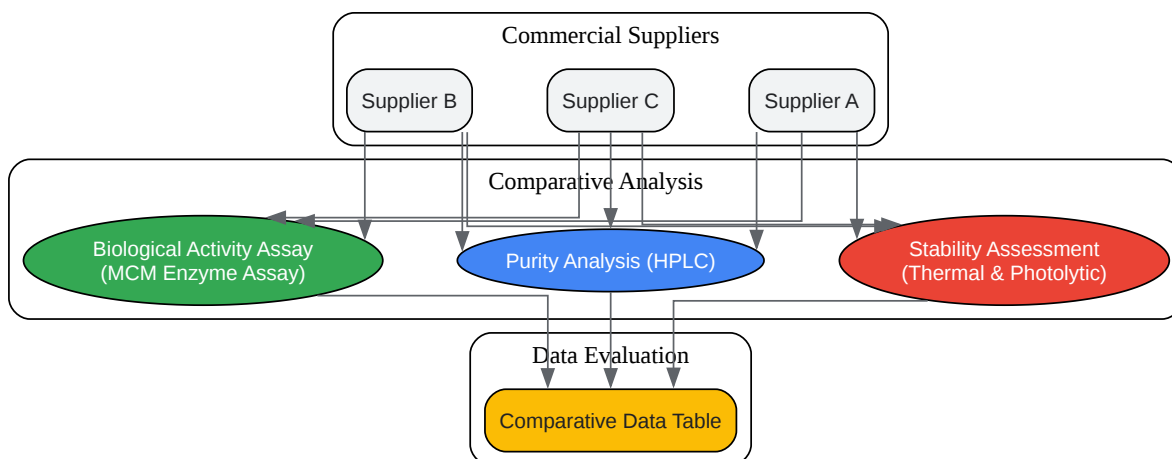 Commercial Suppliers
Supplier B
Supplier C
Supplier A
Comparative Analysis
Biological Activity Assay
(MCM Enzyme Assay)
Purity Analysis (HPLC)
Stability Assessment
(Thermal & Photolytic)
Data Evaluation
Comparative Data Table